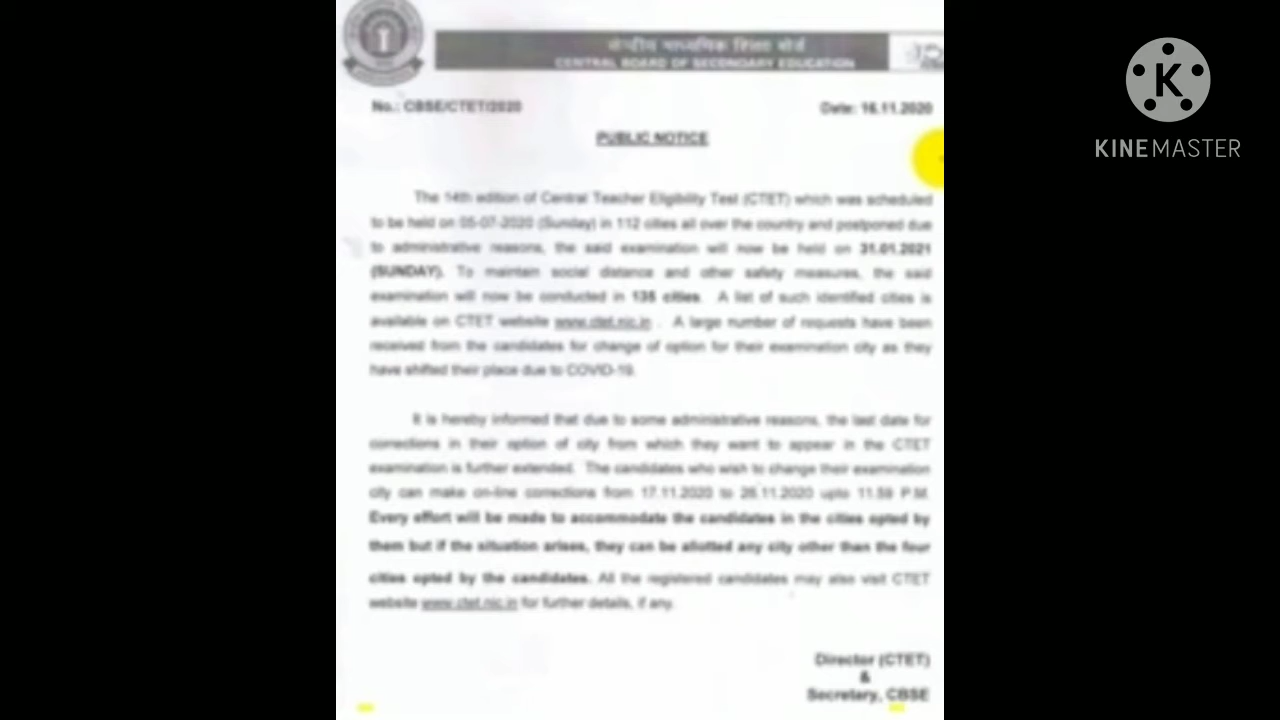 केन्द्रीय माध्यमिक शिक्षा बोर्ड
CENTRAL BOARD OF SECONDARY EDUCATION
No.: CBSE/CTET/2020
Date: 16.11.2020
PUBLIC NOTICE
The 14th edition of Central Teacher Eligibility Test (CTET) which was scheduled
to be held on 05-07-2020 (Sunday) in 112 cities all over the country and postponed due
to administrative reasons, the said examination will now be held on 31.01.2021
(SUNDAY). To maintain social distance and other safety measures, the said
examination will now be conducted in 135 cities. A list of such identified cities is
available on CTET website www.ctet.nic.in . A large number of requests have been
received from the candidates for change of option for their examination city as they
have shifted their place due to COVID-19.
It is hereby informed that due to some administrative reasons, the last date for
corrections in their option of city from which they want to appear in the CTET
examination is further extended. The candidates who wish to change their examination
city can make on-line corrections from 17.11.2020 to 26.11.2020 upto 11.59 P.M.
Every effort will be made to accommodate the candidates in the cities opted by
them but if the situation arises, they can be allotted any city other than the four
cities opted by the candidates. All the registered candidates may also visit CTET
website www.ctet.nic.in for further details, if any.
Director (CTET)
&
Secretary, CBSE
KINEMASTER